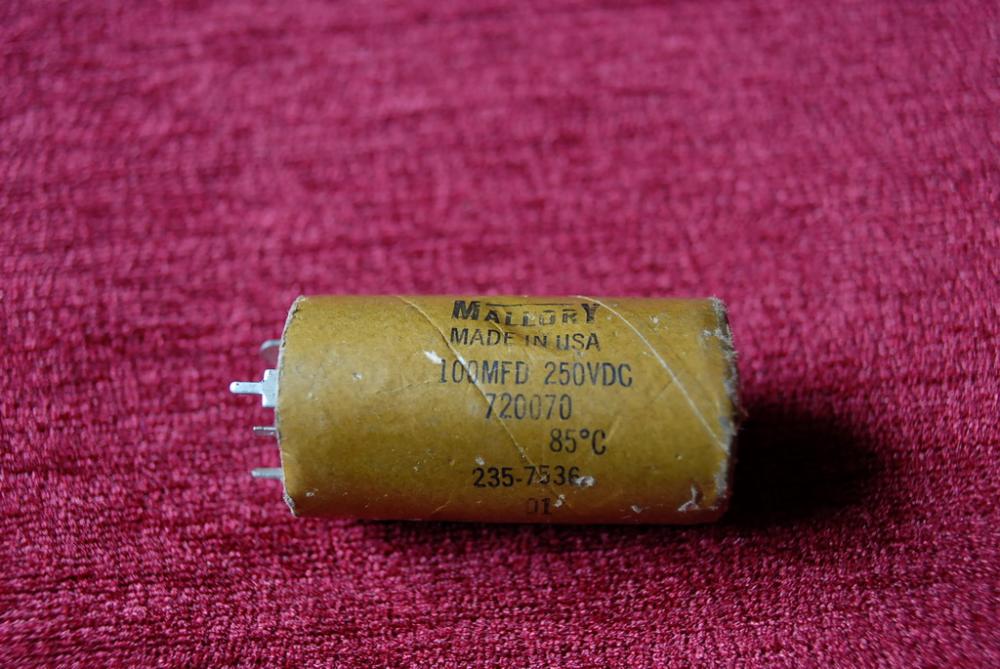 MALLORY
MADE IN USA
100MFD 250VDC
720070
85°C
235-7536
01